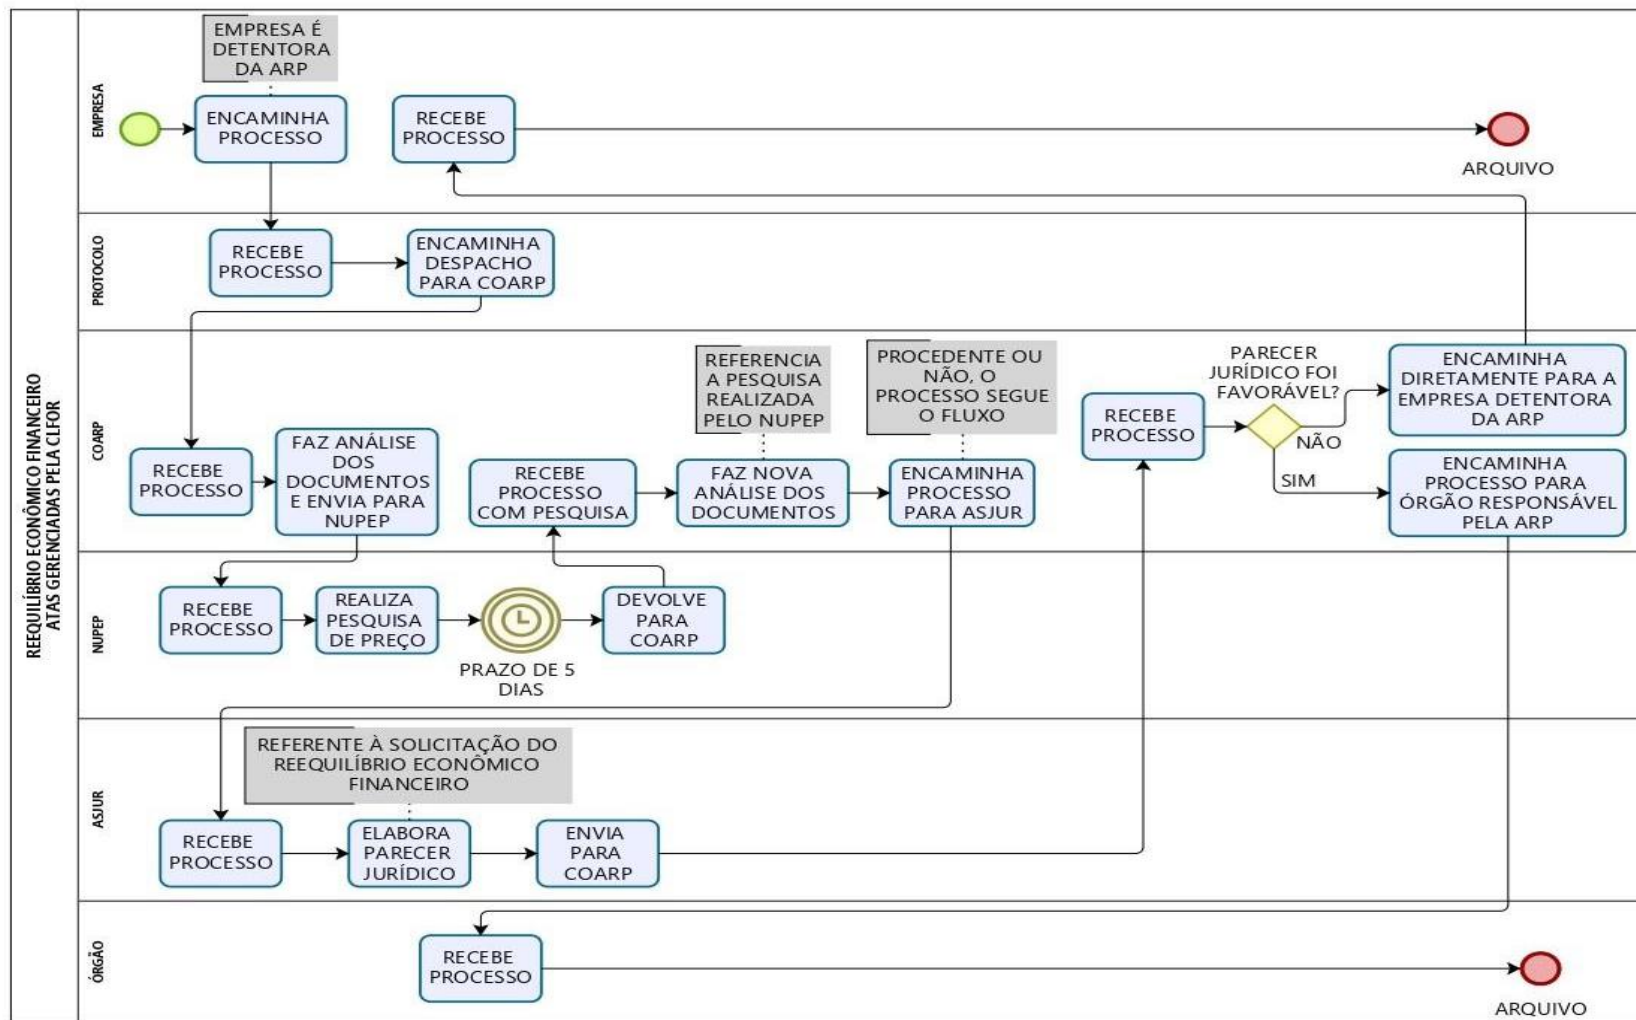 REEQUILÍBRIO ECONÔMICO FINANCEIRO
ATAS GERENCIADAS PELA CLFOR
EMPRESA
EMPRESA É
DETENTORA
DA ARP
ENCAMINHA
PROCESSO
RECEBE
PROCESSO
ARQUIVO
PROTOCOLO
RECEBE
PROCESSO
ENCAMINHA
DESPACHO
PARA COARP
COARP
RECEBE
PROCESSO
FAZ ANÁLISE
DOS
DOCUMENTOS
E ENVIA PARA
NUPEP
RECEBE
PROCESSO
COM PESQUISA
REFERENCIA
A PESQUISA
REALIZADA
PELO NUPEP
FAZ NOVA
ANÁLISE DOS
DOCUMENTOS
PROCEDENTE OU
NÃO, O
PROCESSO SEGUE
O FLUXO
ENCAMINHA
PROCESSO
PARA ASJUR
RECEBE
PROCESSO
PARECER
JURÍDICO FOI
FAVORÁVEL?
NÃO
SIM
ENCAMINHA
DIRETAMENTE PARA A
EMPRESA DETENTORA
DA ARP
ENCAMINHA
PROCESSO PARA
ÓRGÃO RESPONSÁVEL
PELA ARP
NUPEP
RECEBE
PROCESSO
REALIZA
PESQUISA
DE PREÇO
PRAZO DE 5
DIAS
DEVOLVE
PARA
COARP
ASJUR
REFERENTE À SOLICITAÇÃO DO
REEQUILÍBRIO ECONÔMICO
FINANCEIRO
RECEBE
PROCESSO
ELABORA
PARECER
JURÍDICO
ENVIA
PARA
COARP
ÓRGÃO
RECEBE
PROCESSO
ARQUIVO